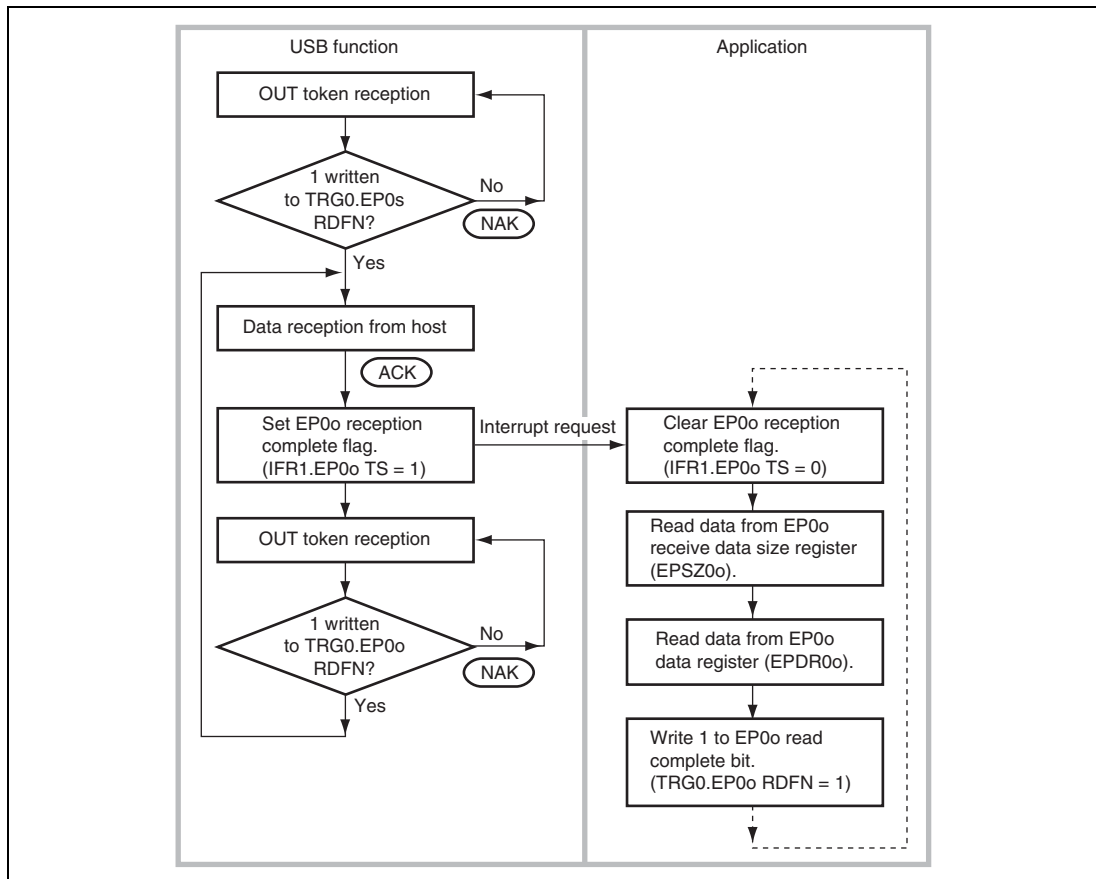 USB function
OUT token reception
1 written
to TRG0.EP0s
RDFN?
No
NAK
Yes
Data reception from host
ACK
Set EP0o reception
complete flag.
(IFR1.EP0o TS = 1)
Interrupt request
OUT token reception
1 written
to TRG0.EP0o
RDFN?
No
NAK
Yes
Application
Clear EP0o reception
complete flag.
(IFR1.EP0o TS = 0)
Read data from EP0o
receive data size register
(EPSZ0o).
Read data from EP0o
data register (EPDR0o).
Write 1 to EP0o read
complete bit.
(TRG0.EP0o RDFN = 1)